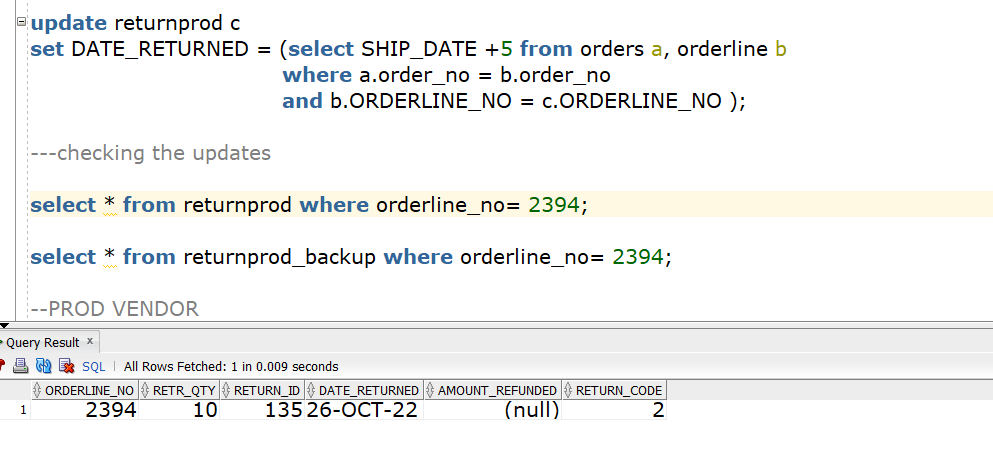 update returnprod c
set DATE_RETURNED = (select SHIP_DATE +5 from orders a, orderline b
where a.order_no = b.order_no
and b.ORDERLINE_NO = c.ORDERLINE_NO );
---checking the updates
select * from returnprod where orderline_no= 2394;
select * from returnprod_backup where orderline_no= 2394;
--PROD VENDOR
Query Result x
SQL | All Rows Fetched: 1 in 0.009 seconds
ORDERLINE_NO RETR_QTY RETURN_ID DATE_RETURNED AMOUNT_REFUNDED RETURN_CODE
1 2394 10 135 26-OCT-22 (null) 2